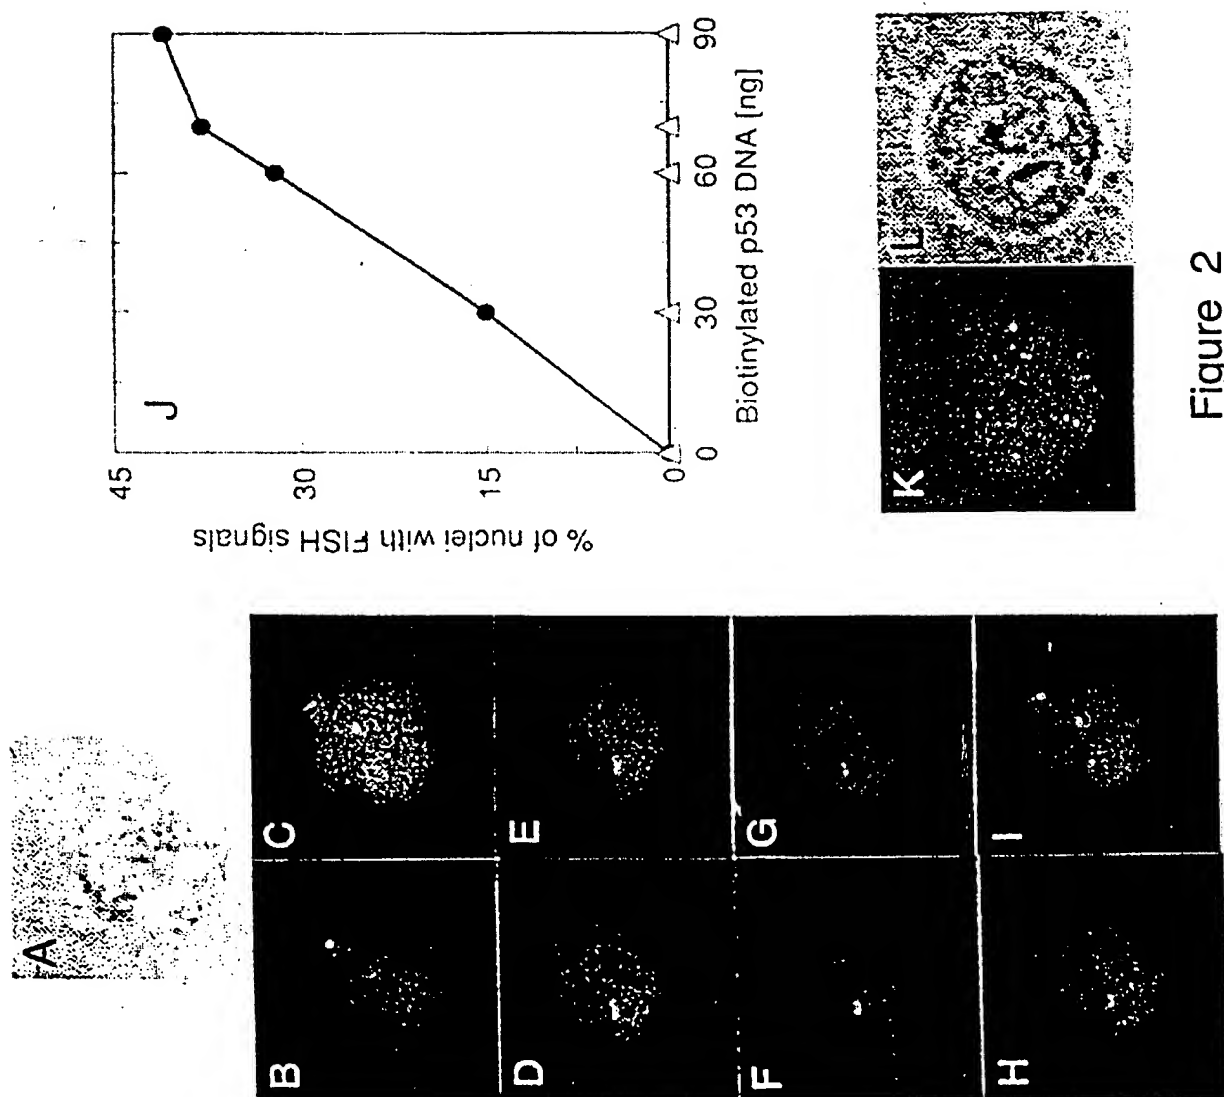 A
B
C
D
E
F
G
H
I
J
% of nuclei with FISH signals
45
30
15
0
0
30
60
90
Biotinylated p53 DNA [ng]
K
L
Figure 2